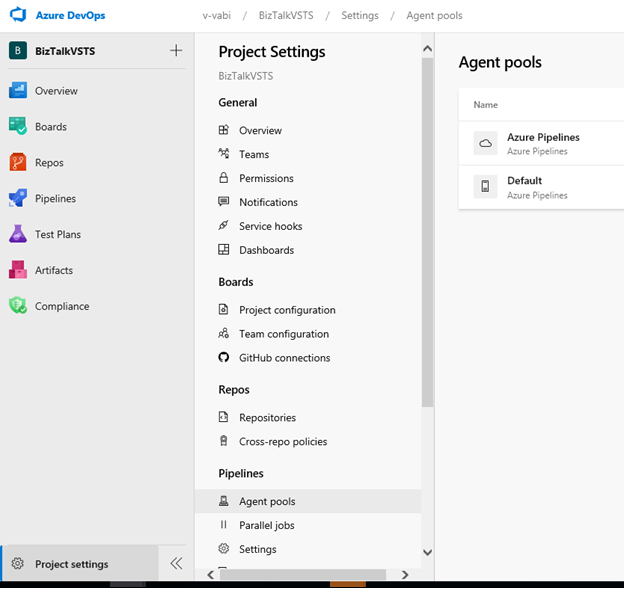 Azure DevOps
v-vabi / BizTalkVSTS / Settings / Agent pools
B BizTalkVSTS
Overview
Boards
Repos
Pipelines
Test Plans
Artifacts
Compliance
Project settings
Project Settings
BizTalkVSTS
General
Overview
Teams
Permissions
Notifications
Service hooks
Dashboards
Boards
Project configuration
Team configuration
GitHub connections
Repos
Repositories
Cross-repo policies
Pipelines
Agent pools
Parallel jobs
Settings
Agent pools
Name
Azure Pipelines
Azure Pipelines
Default
Azure Pipelines